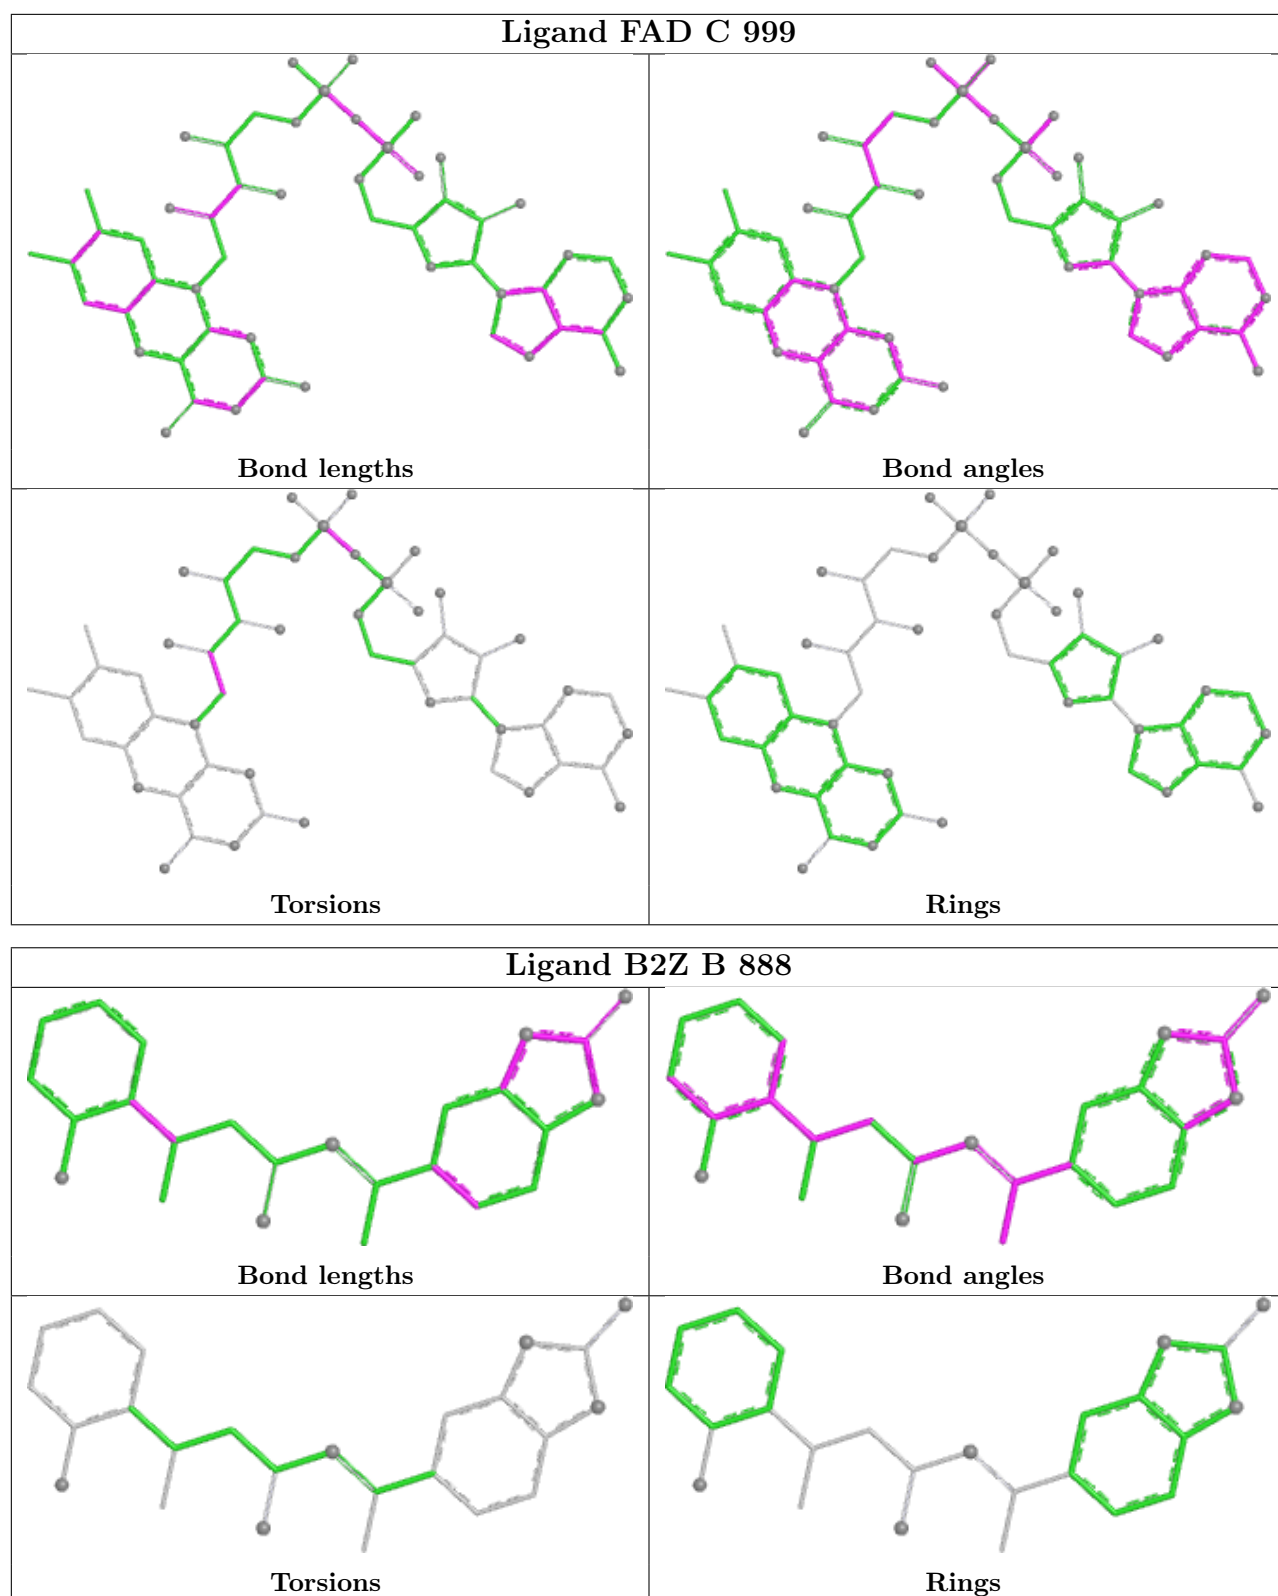 Ligand FAD C 999
Bond lengths
Bond angles
Torsions
Rings
Ligand B2Z B 888
Bond lengths
Bond angles
Torsions
Rings